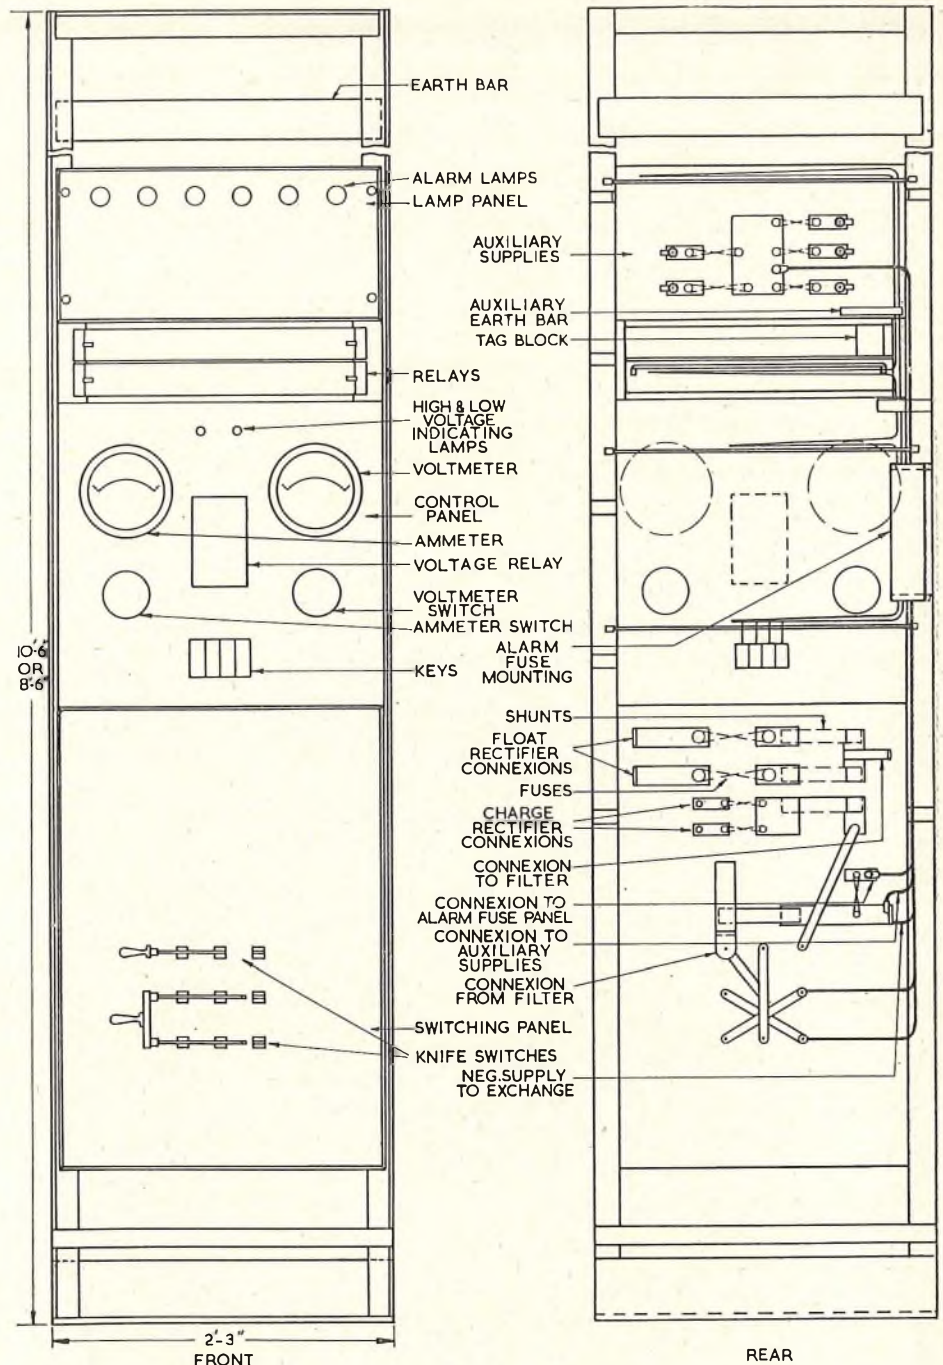 EARTH BAR
ALARM LAMPS
LAMP PANEL
AUXILIARY
SUPPLIES
AUXILIARY
EARTH BAR
TAG BLOCK
RELAYS
HIGH & LOW
VOLTAGE
INDICATING
LAMPS
VOLTMETER
CONTROL
PANEL
AMMETER
VOLTAGE RELAY
VOLTMETER
SWITCH
AMMETER SWITCH
10'-6"
OR
8'-6"
ALARM
FUSE
MOUNTING
KEYS
SHUNTS
FLOAT
RECTIFIER
CONNEXIONS
FUSES
CHARGE
RECTIFIER
CONNEXIONS
CONNEXION
TO FILTER
CONNEXION TO
ALARM FUSE PANEL
CONNEXION TO
AUXILIARY
SUPPLIES
CONNEXION
FROM FILTER
SWITCHING PANEL
KNIFE SWITCHES
NEG. SUPPLY
TO EXCHANGE
2'-3"
FRONT
REAR